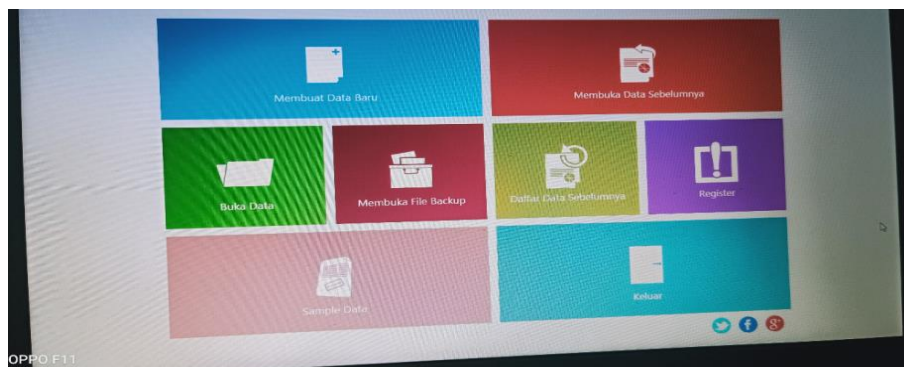 Membuat Data Baru
Membuka Data Sebelumnya
Buka Data
Membuka File Backup
Daftar Data Sebelumnya
Register
Sample Data
Keluar
OPPO F11